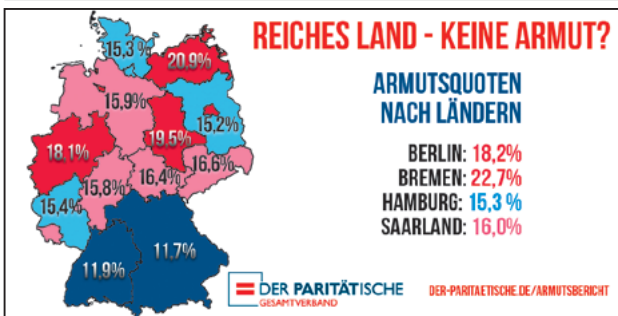 REICHES LAND - KEINE ARMUT?
ARMUTSQUOTEN
NACH LÄNDERN
BERLIN: 18,2%
BREMEN: 22,7%
HAMBURG: 15,3 %
SAARLAND: 16,0%
15,3 %
20,9%
15,9%
15,2%
19,5%
18,1%
16,6%
16,4%
15,8%
15,4%
11,7%
11,9%
DER PARITÄTISCHE
GESAMTVERBAND
DER-PARITAETISCHE.DE/ARMUTSBERICHT